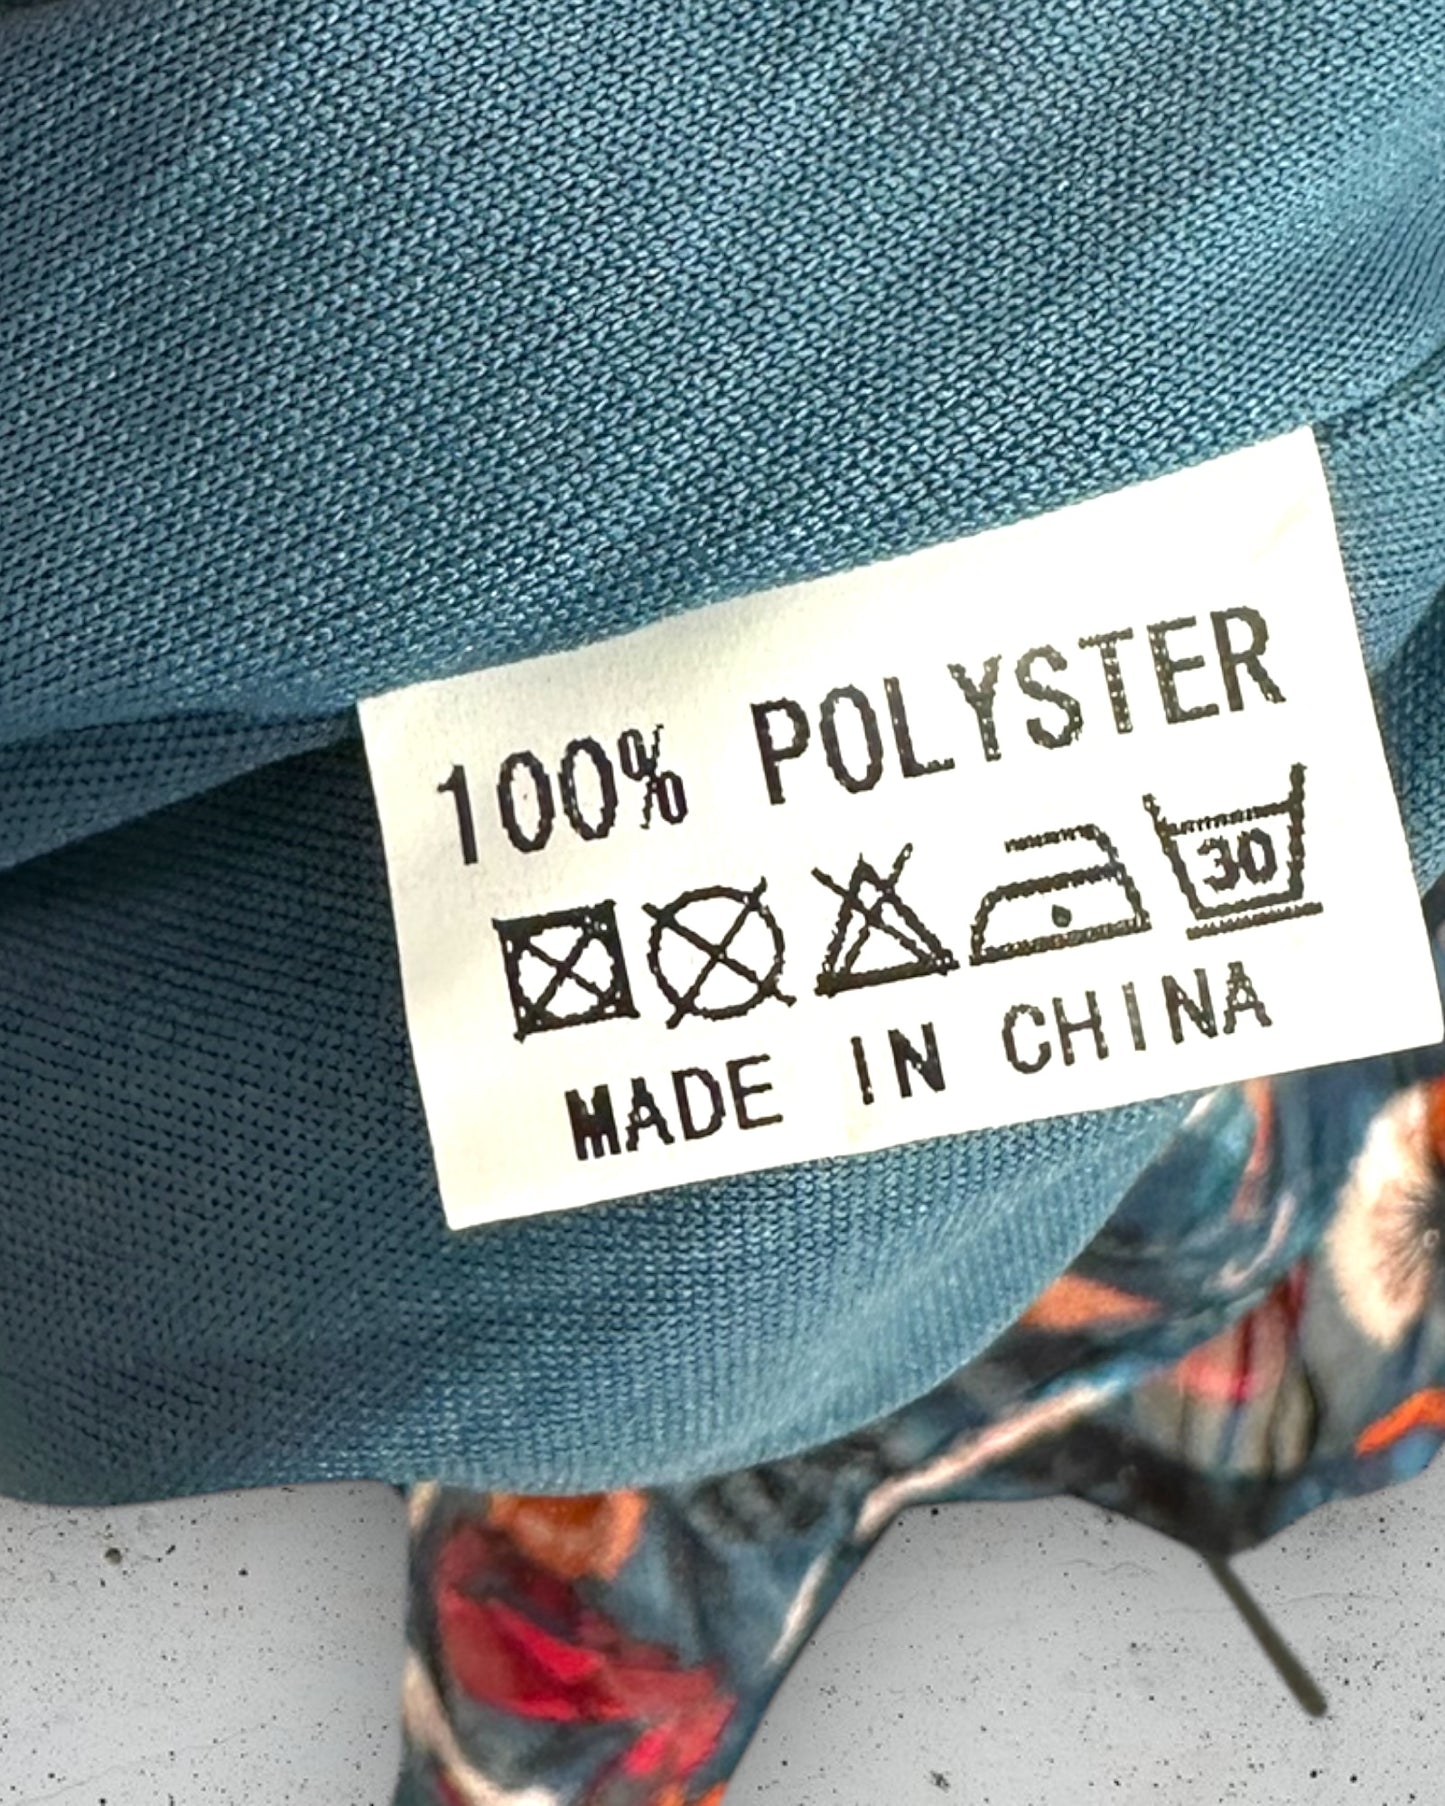 100% POLYSTER
30
MADE IN CHINA